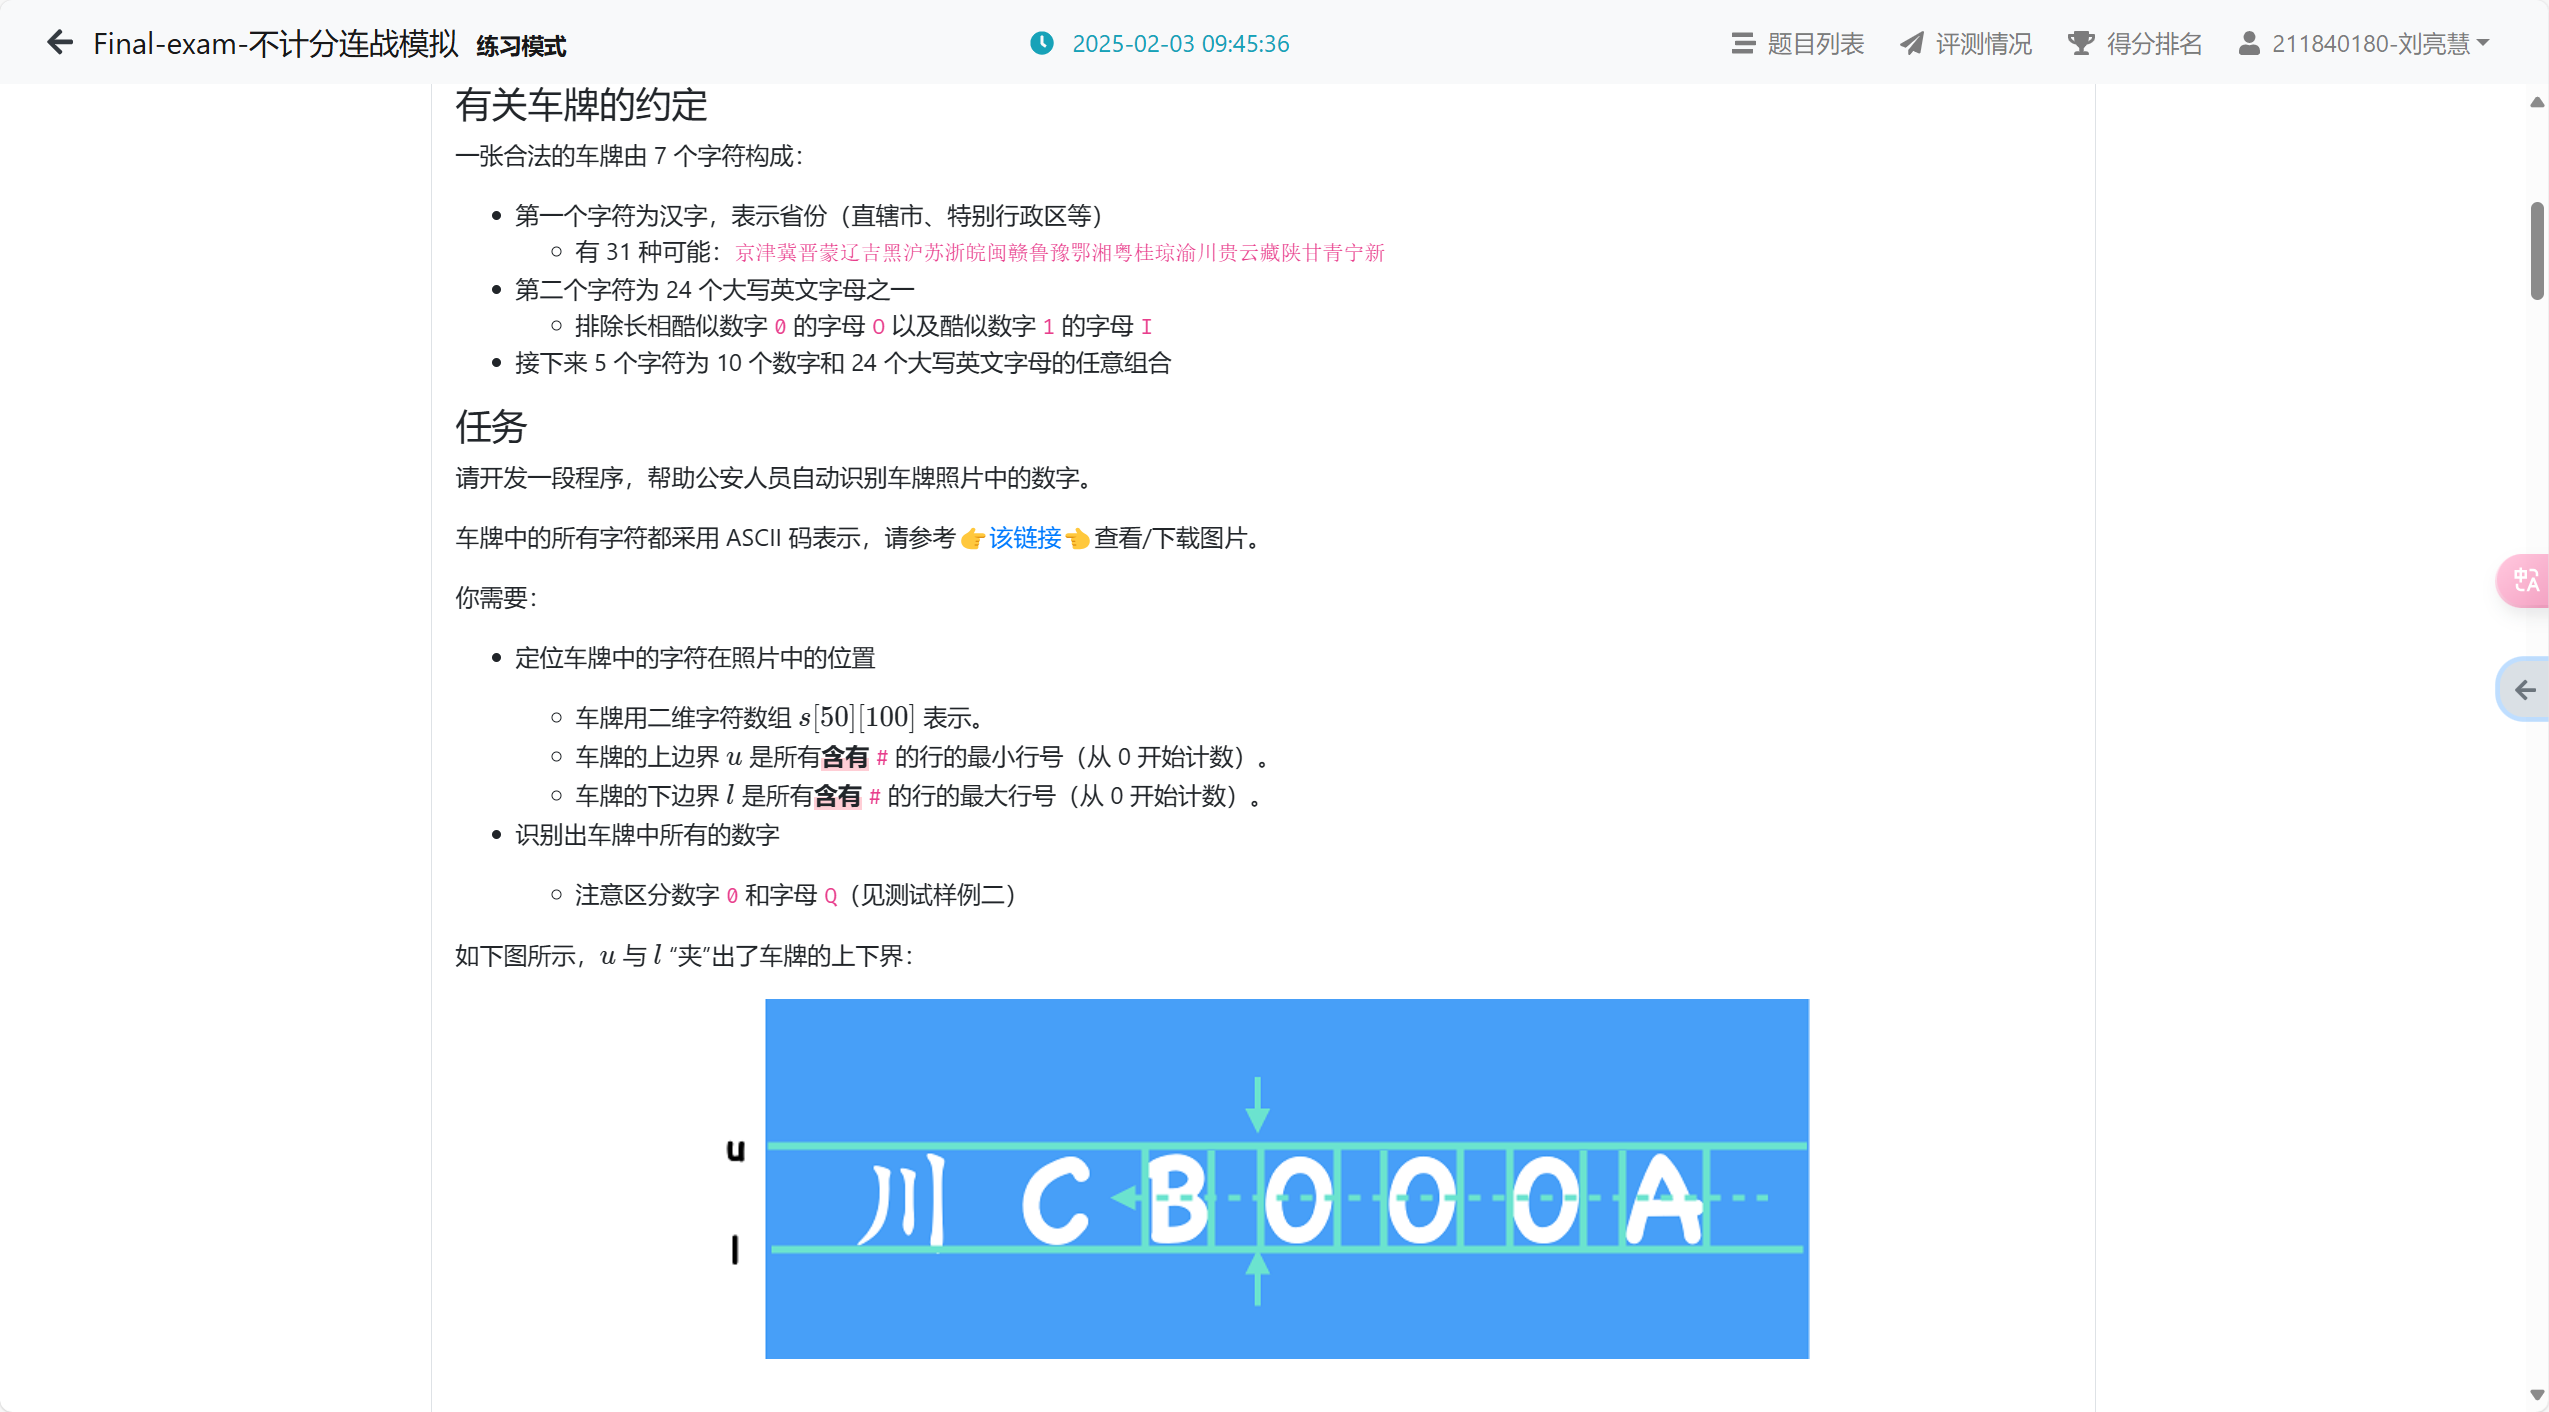 Final-exam-不计分连战模拟 练习模式
2025-02-03 09:45:36
题目列表
评测情况
得分排名
211840180-刘亮慧
有关车牌的约定
一张合法的车牌由 7 个字符构成：
第一个字符为汉字，表示省份（直辖市、特别行政区等）
有 31 种可能：京津冀晋蒙辽吉黑沪苏浙皖闽赣鲁豫鄂湘粤桂琼渝川贵云藏陕甘青宁新
第二个字符为 24 个大写英文字母之一
排除长相酷似数字 0 的字母 O 以及酷似数字 1 的字母 I
接下来 5 个字符为 10 个数字和 24 个大写英文字母的任意组合
任务
请开发一段程序，帮助公安人员自动识别车牌照片中的数字。
车牌中的所有字符都采用 ASCII 码表示，请参考👉该链接👈查看/下载图片。
你需要：
定位车牌中的字符在照片中的位置
车牌用二维字符数组 s[50][100] 表示。
车牌的上边界 u 是所有含有 # 的行的最小行号（从 0 开始计数）。
车牌的下边界 l 是所有含有 # 的行的最大行号（从 0 开始计数）。
识别出车牌中所有的数字
注意区分数字 0 和字母 Q（见测试样例二）
如下图所示，u 与 l “夹”出了车牌的上下界：
u
川 C B 0 0 0 A
l
中A